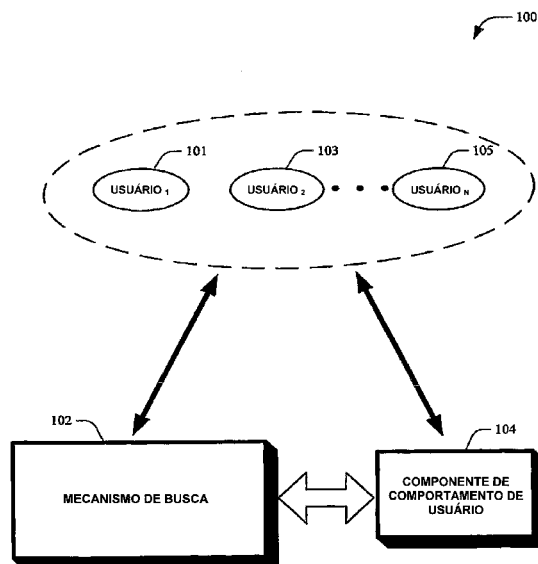 100
101
103
105
USUÁRIO 1
USUÁRIO 2
USUÁRIO N
102
104
MECANISMO DE BUSCA
COMPONENTE DE
COMPORTAMENTO DE
USUÁRIO